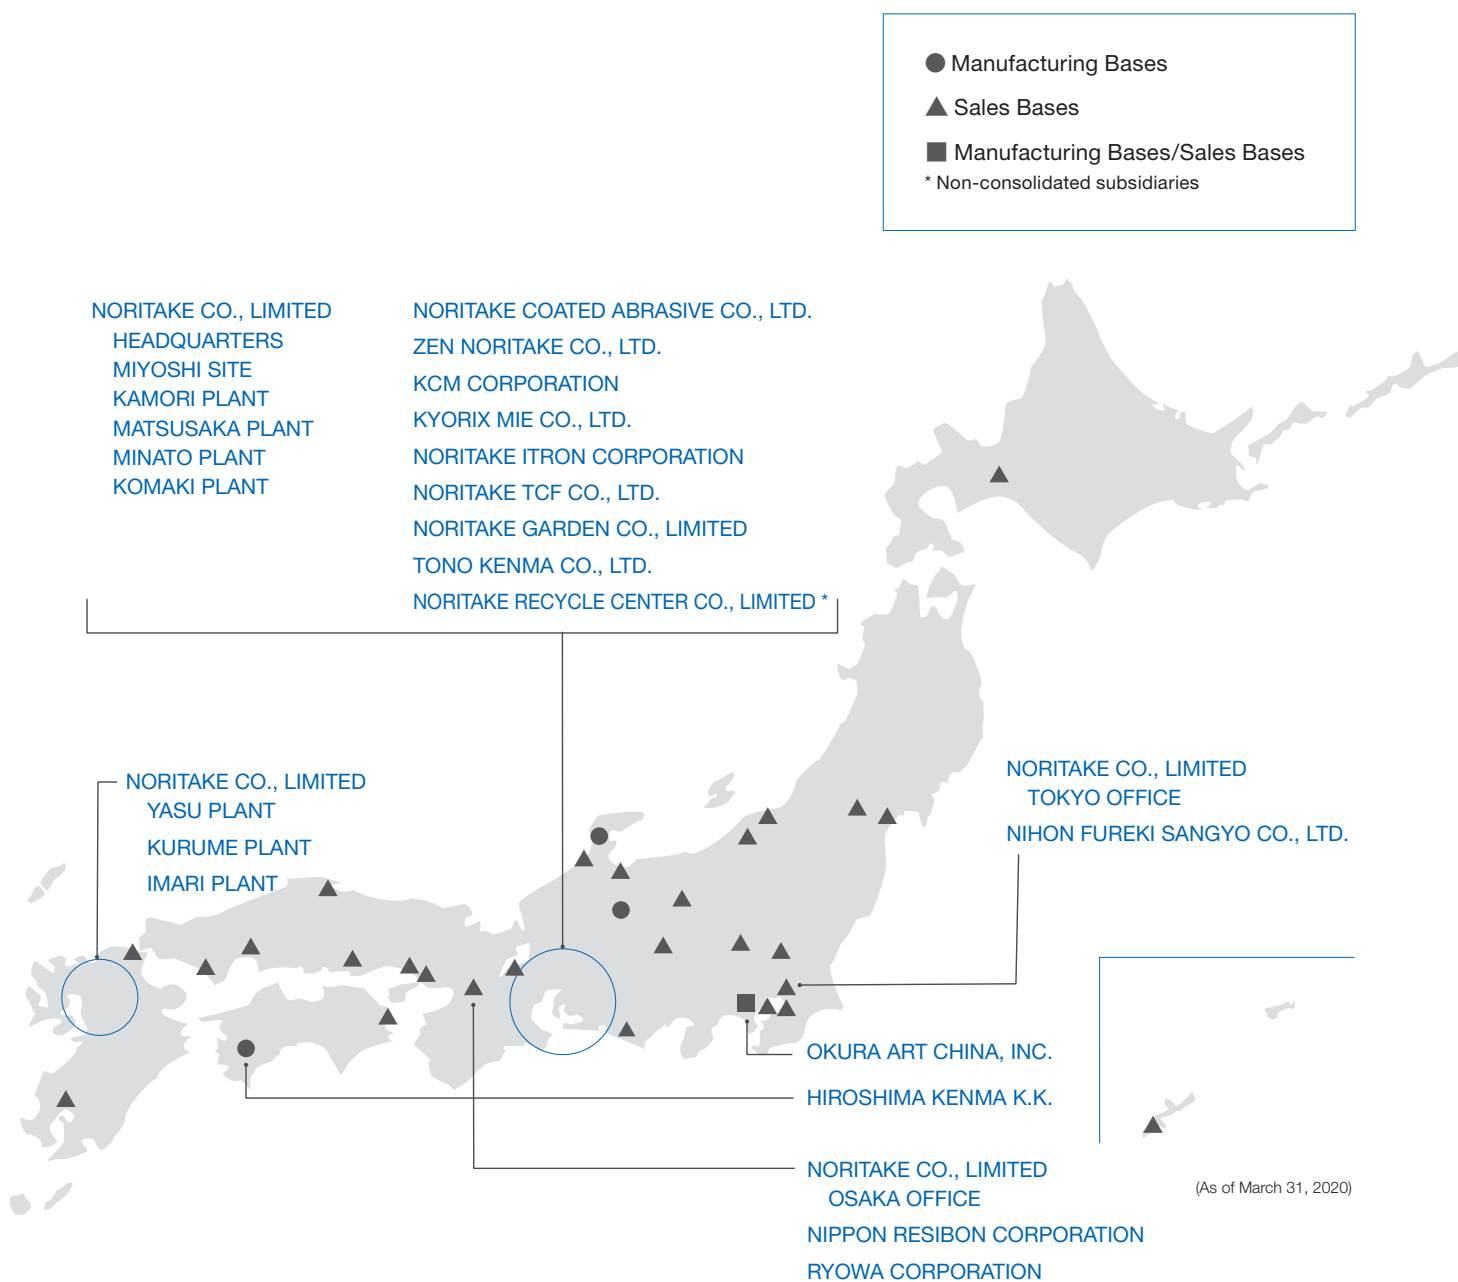 Manufacturing Bases
Sales Bases
Manufacturing Bases/Sales Bases
* Non-consolidated subsidiaries
NORITAKE CO., LIMITED
HEADQUARTERS
MIYOSHI SITE
KAMORI PLANT
MATSUSAKA PLANT
MINATO PLANT
KOMAKI PLANT
NORITAKE COATED ABRASIVE CO., LTD.
ZEN NORITAKE CO., LTD.
KCM CORPORATION
KYORIX MIE CO., LTD.
NORITAKE ITRON CORPORATION
NORITAKE TCF CO., LTD.
NORITAKE GARDEN CO., LIMITED
TONO KENMA CO., LTD.
NORITAKE RECYCLE CENTER CO., LIMITED *
NORITAKE CO., LIMITED
YASU PLANT
KURUME PLANT
IMARI PLANT
NORITAKE CO., LIMITED
TOKYO OFFICE
NIHON FUREKI SANGYO CO., LTD.
OKURA ART CHINA, INC.
HIROSHIMA KENMA K.K.
NORITAKE CO., LIMITED
OSAKA OFFICE
NIPPON RESIBON CORPORATION
RYOWA CORPORATION
(As of March 31, 2020)